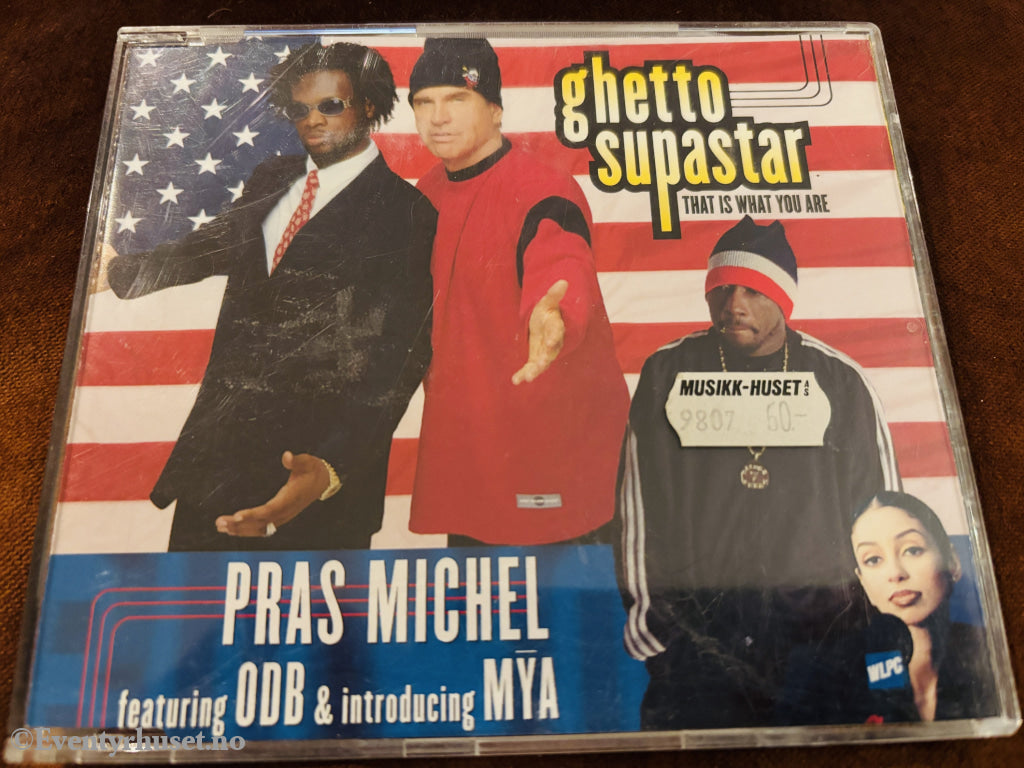 ghetto
supastar
THAT IS WHAT YOU ARE
MUSIKK-HUSET AS
9807 60.-
PRAS MICHEL
featuring ODB & introducing MȲA
WLPC
©Eventyrhuset.no